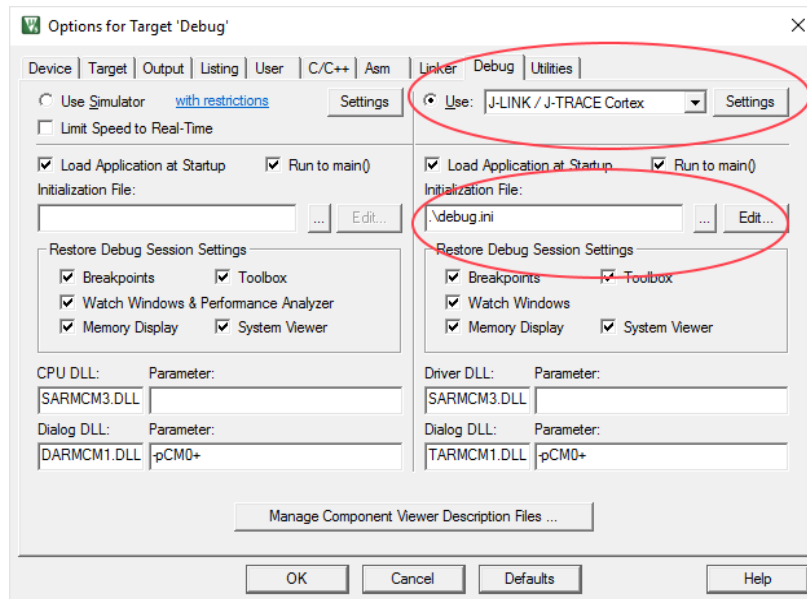 Options for Target 'Debug'
Device Target Output Listing User C/C++ Asm Linker Debug Utilities
Use Simulator with restrictions Settings
Limit Speed to Real-Time
Load Application at Startup Run to main()
Initialization File:
... Edit...
Restore Debug Session Settings
Breakpoints Toolbox
Watch Windows & Performance Analyzer
Memory Display System Viewer
CPU DLL: Parameter:
SARMCM3.DLL
Dialog DLL: Parameter:
DARMCM1.DLL -pCM0+
Use: J-LINK / J-TRACE Cortex Settings
Load Application at Startup Run to main()
Initialization File:
.\debug.ini ... Edit...
Restore Debug Session Settings
Breakpoints Toolbox
Watch Windows
Memory Display System Viewer
Driver DLL: Parameter:
SARMCM3.DLL
Dialog DLL: Parameter:
TARMCM1.DLL -pCM0+
Manage Component Viewer Description Files ...
OK Cancel Defaults Help